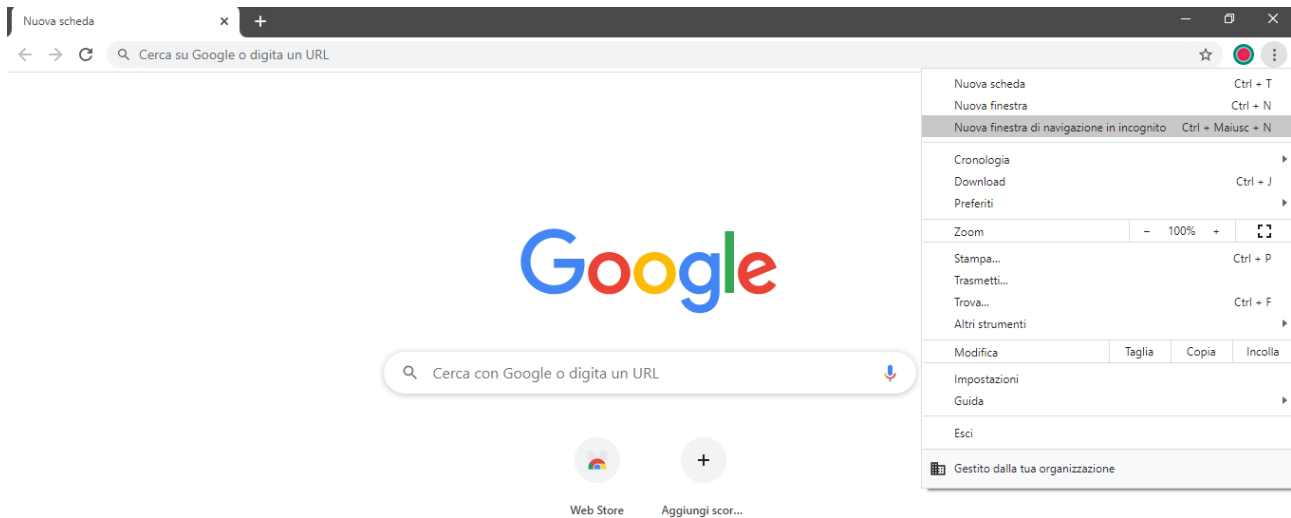 Nuova scheda
Cerca su Google o digita un URL
Nuova scheda Ctrl + T
Nuova finestra Ctrl + N
Nuova finestra di navigazione in incognito Ctrl + Maiusc + N
Cronologia
Download Ctrl + J
Preferiti
Zoom - 100% +
Stampa... Ctrl + P
Trasmetti...
Trova... Ctrl + F
Altri strumenti
Modifica Taglia Copia Incolla
Impostazioni
Guida
Esci
Gestito dalla tua organizzazione
Google
Cerca con Google o digita un URL
Web Store Aggiungi scor...